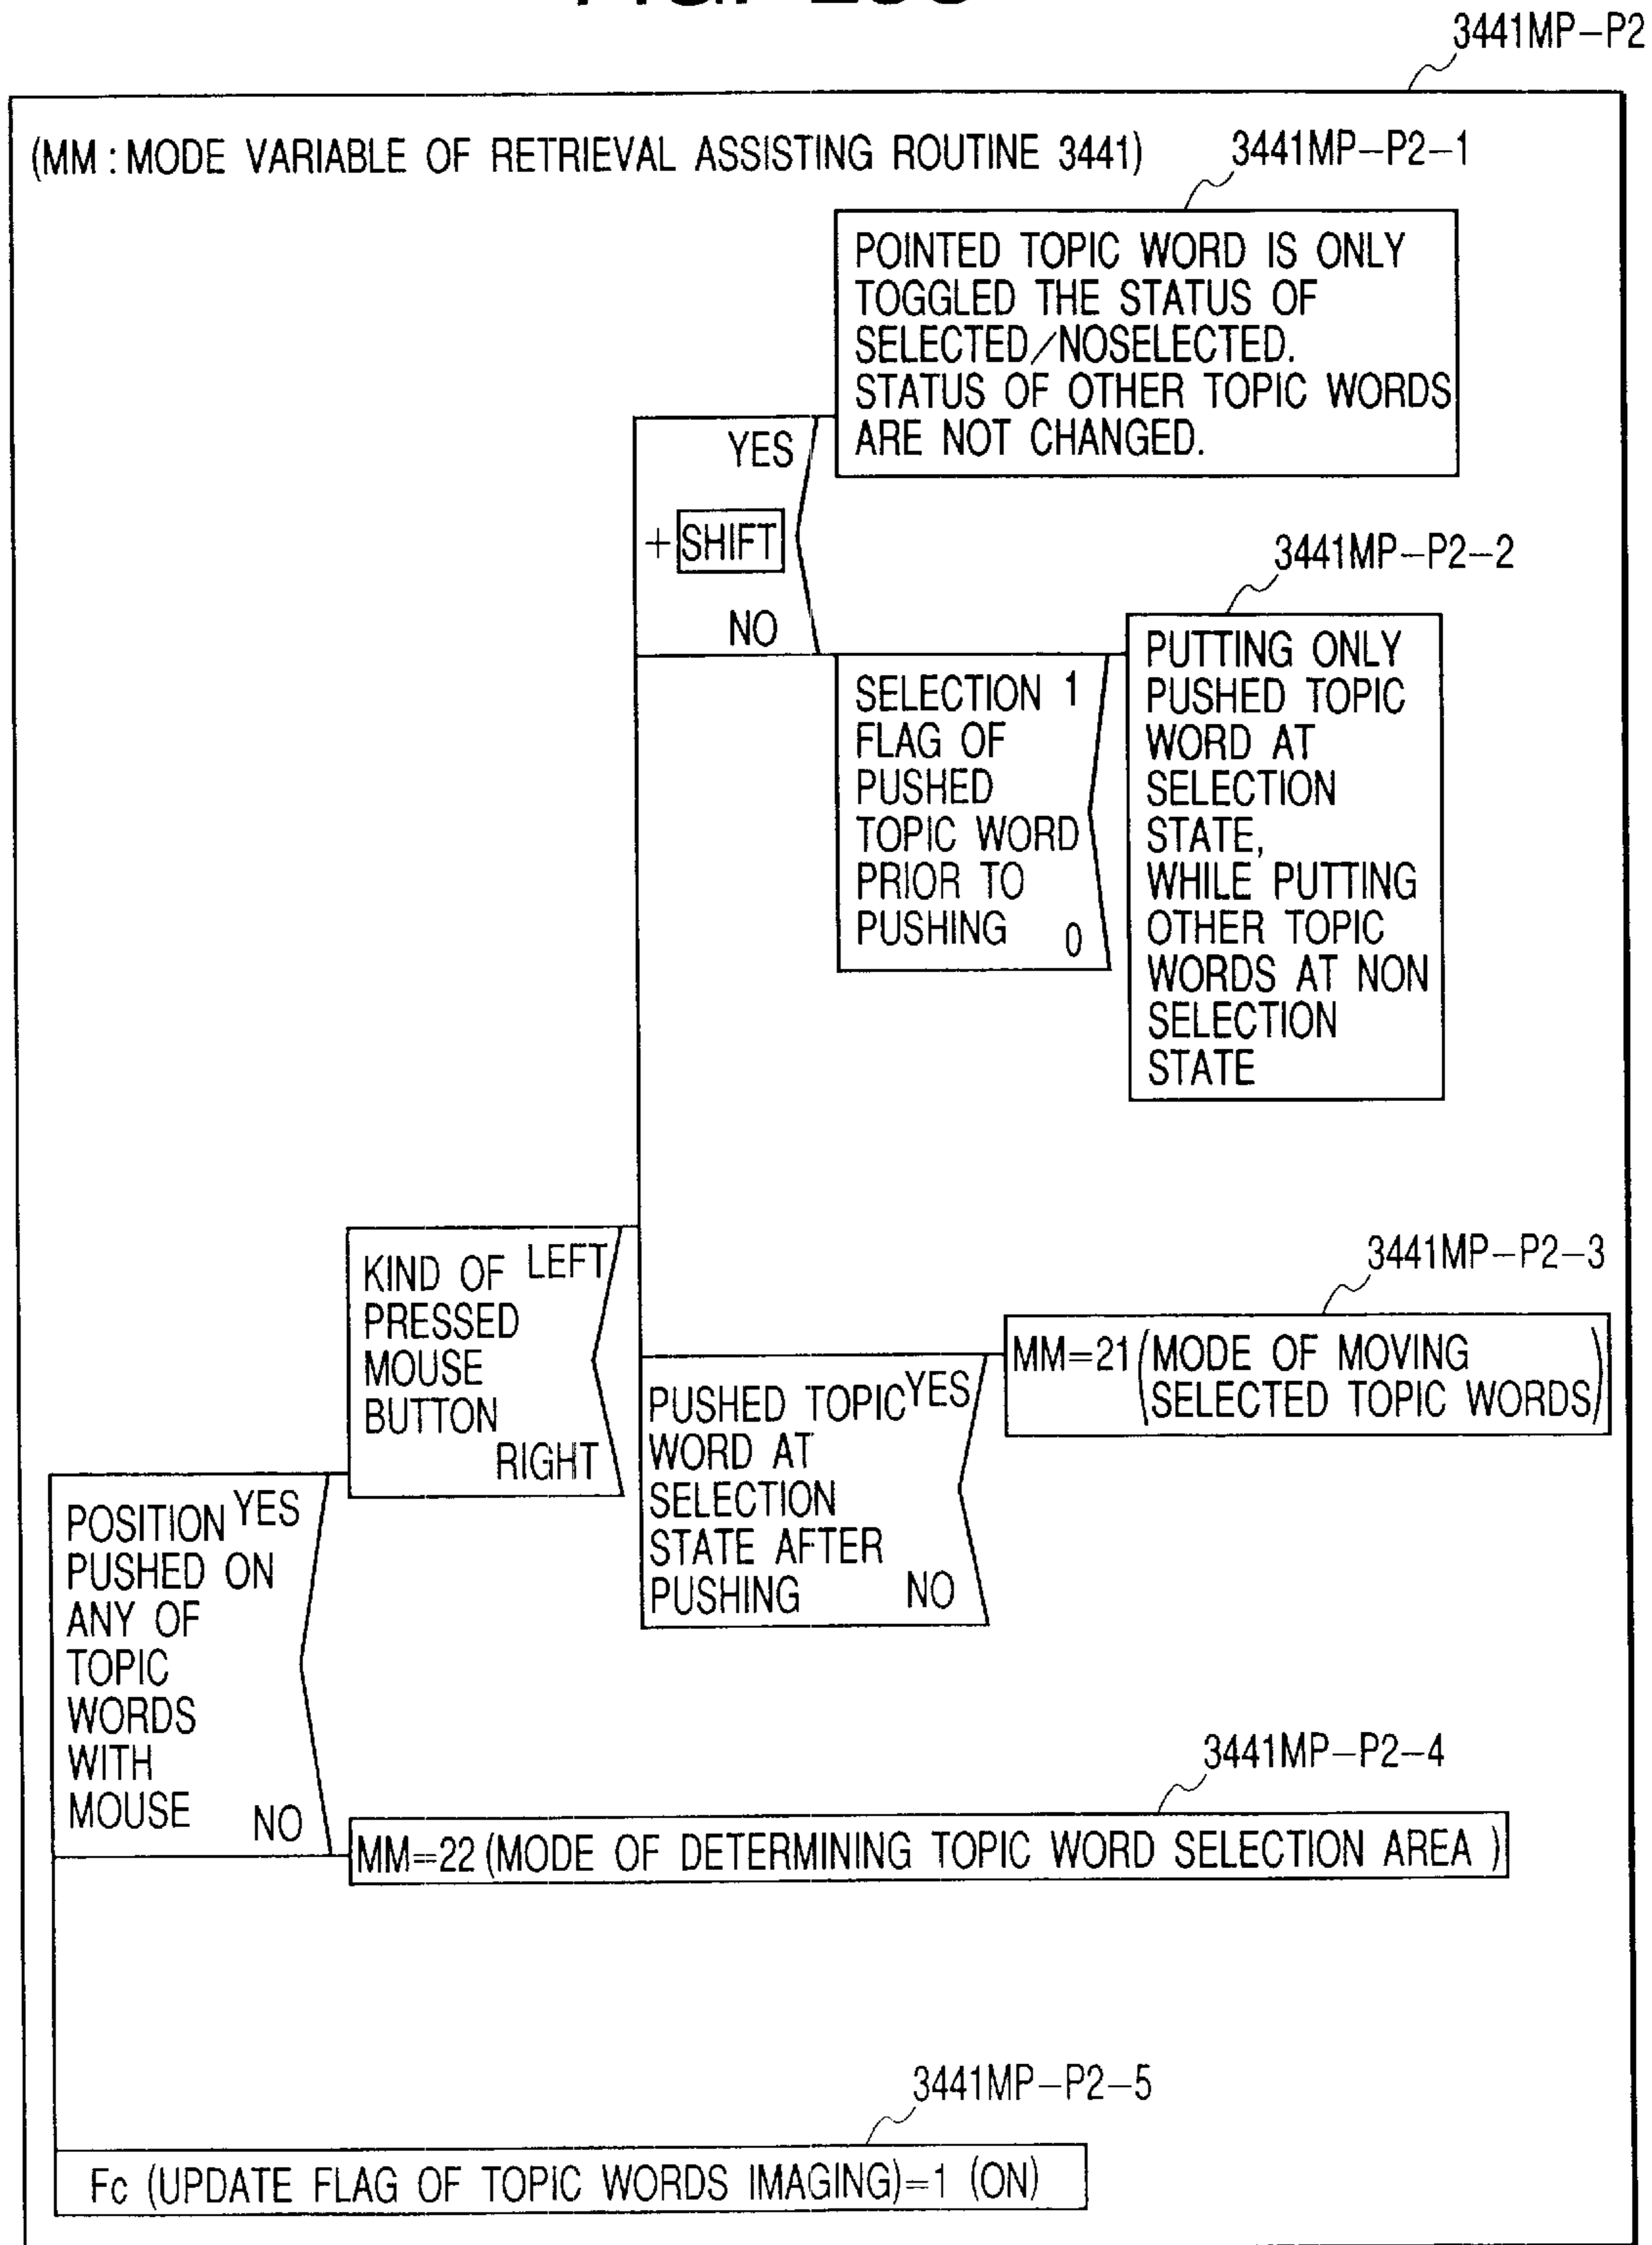 3441MP-P2
(MM : MODE VARIABLE OF RETRIEVAL ASSISTING ROUTINE 3441)
3441MP-P2-1
POINTED TOPIC WORD IS ONLY
TOGGLED THE STATUS OF
SELECTED/NOSELECTED.
STATUS OF OTHER TOPIC WORDS
ARE NOT CHANGED.
YES
+ SHIFT
NO
3441MP-P2-2
SELECTION 1
FLAG OF
PUSHED
TOPIC WORD
PRIOR TO
PUSHING 0
PUTTING ONLY
PUSHED TOPIC
WORD AT
SELECTION
STATE,
WHILE PUTTING
OTHER TOPIC
WORDS AT NON
SELECTION
STATE
KIND OF LEFT
PRESSED
MOUSE
BUTTON
RIGHT
3441MP-P2-3
MM=21 (MODE OF MOVING
SELECTED TOPIC WORDS)
PUSHED TOPIC YES
WORD AT
SELECTION
STATE AFTER
PUSHING NO
POSITION YES
PUSHED ON
ANY OF
TOPIC
WORDS
WITH
MOUSE NO
3441MP-P2-4
MM=22 (MODE OF DETERMINING TOPIC WORD SELECTION AREA )
3441MP-P2-5
Fc (UPDATE FLAG OF TOPIC WORDS IMAGING)=1 (ON)